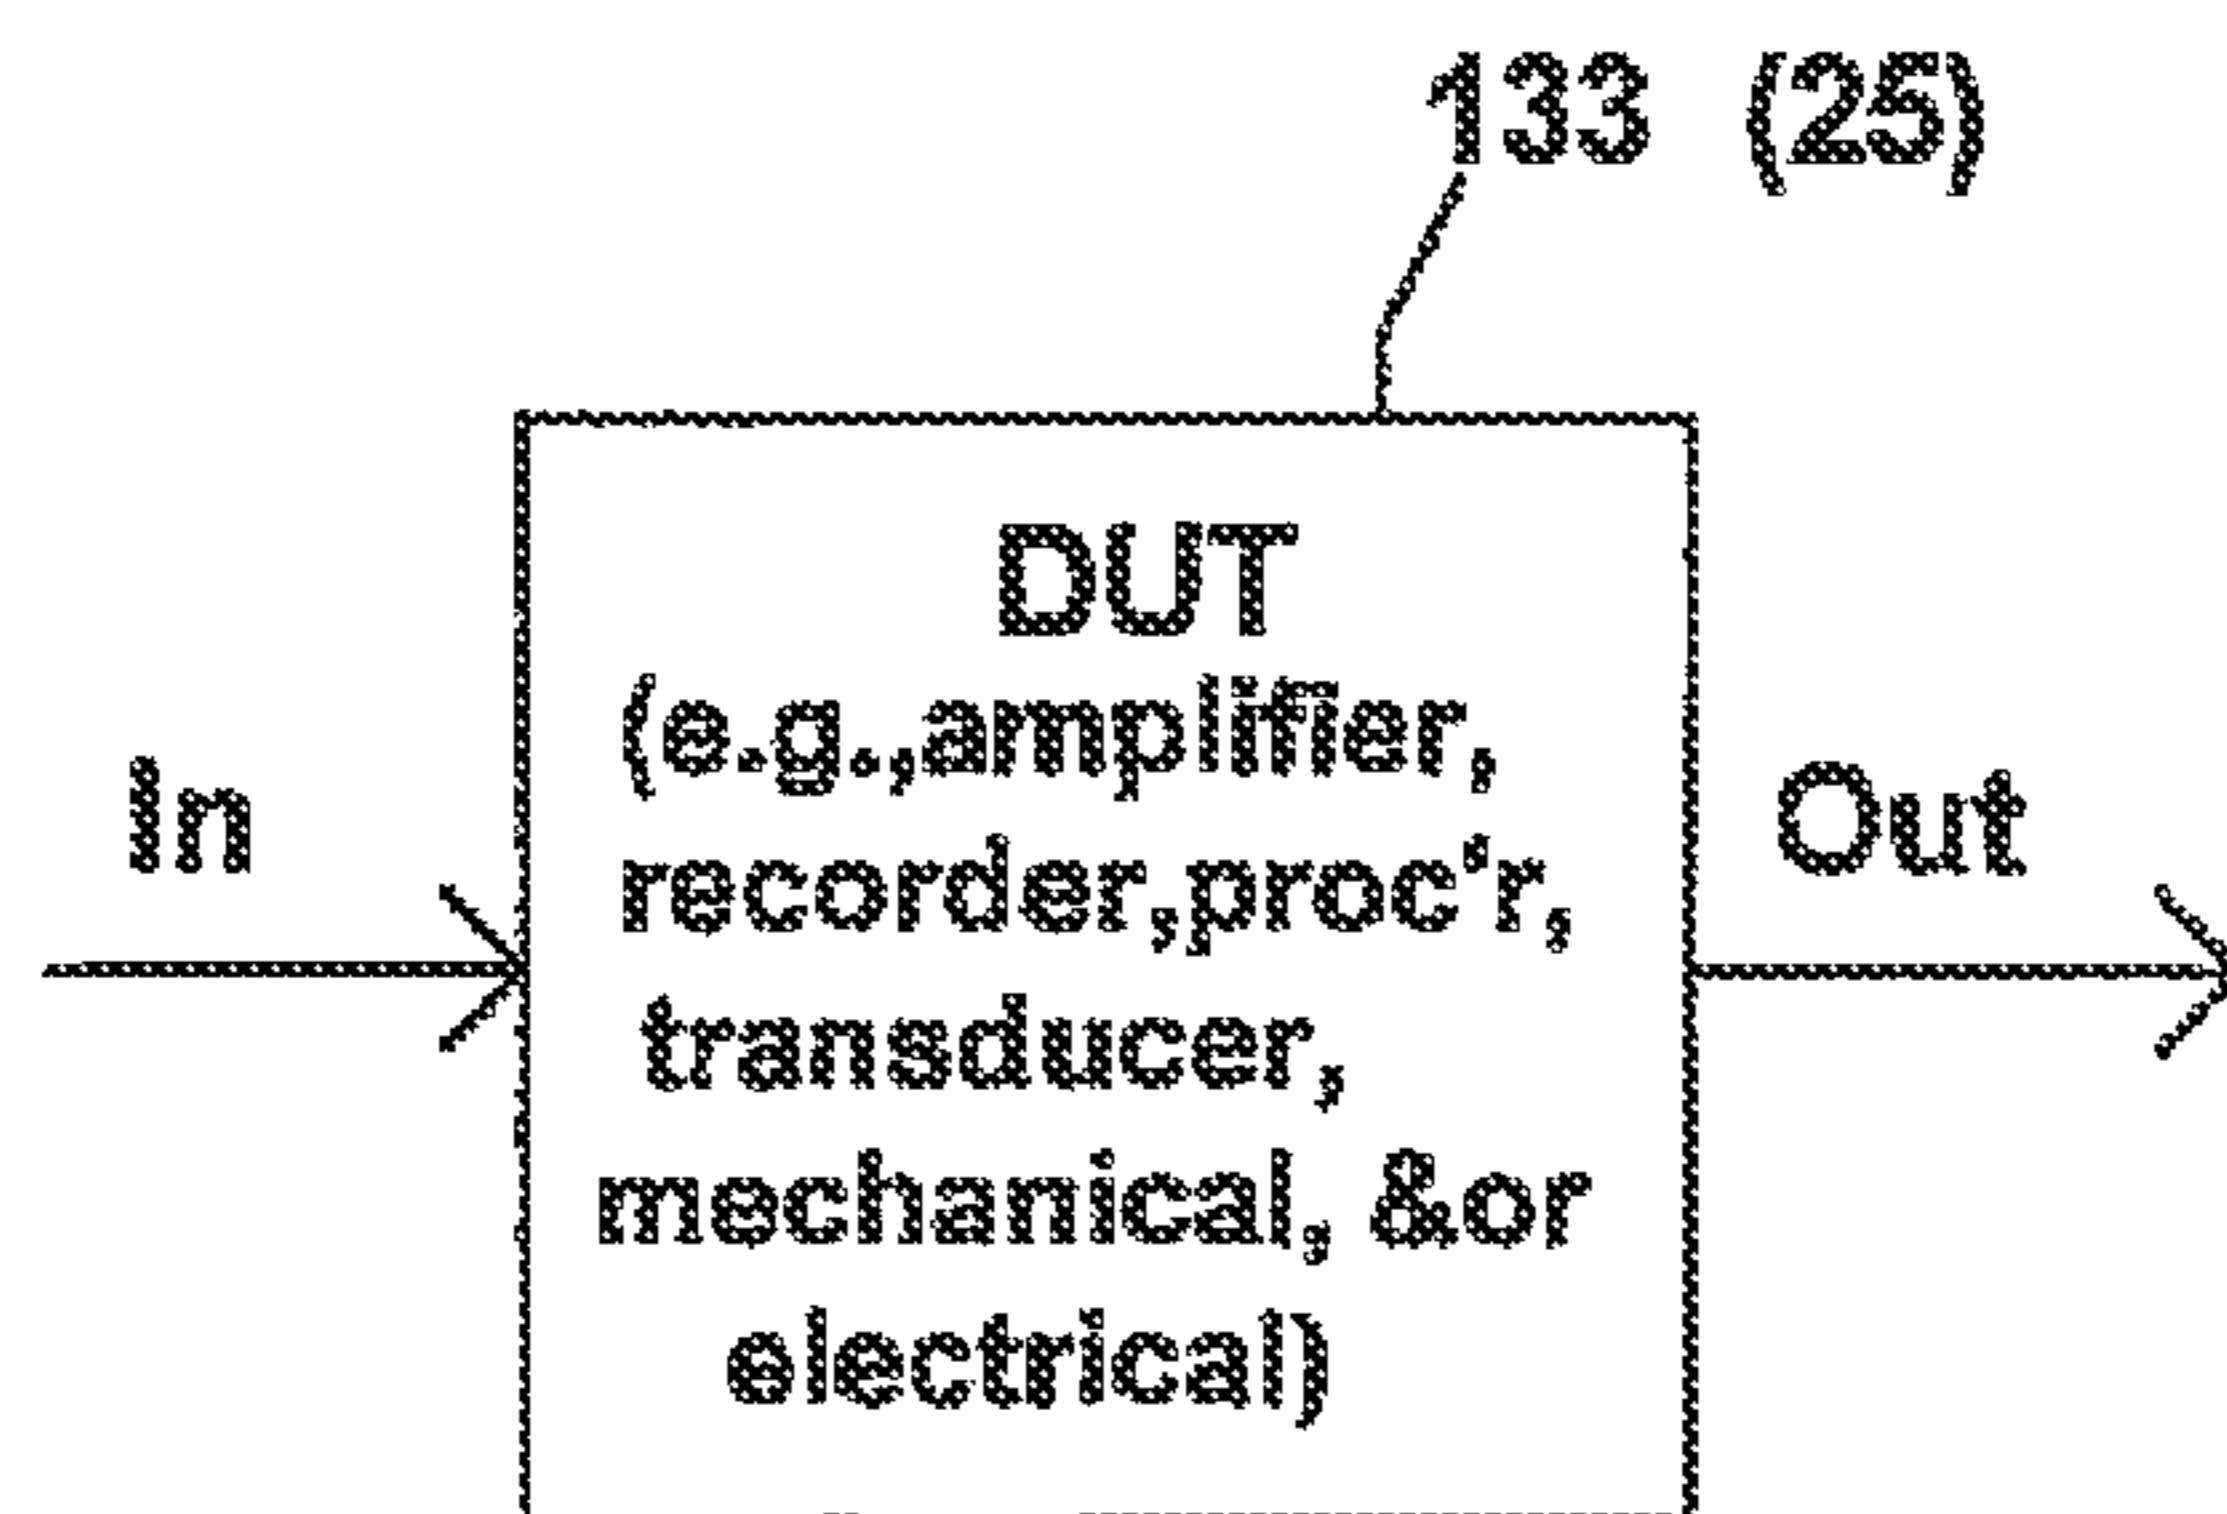 133 (25)
DUT
(e.g.,amplifier,
In
Out
recorder,proc'r,
transducer,
mechanical, &or
electrical)